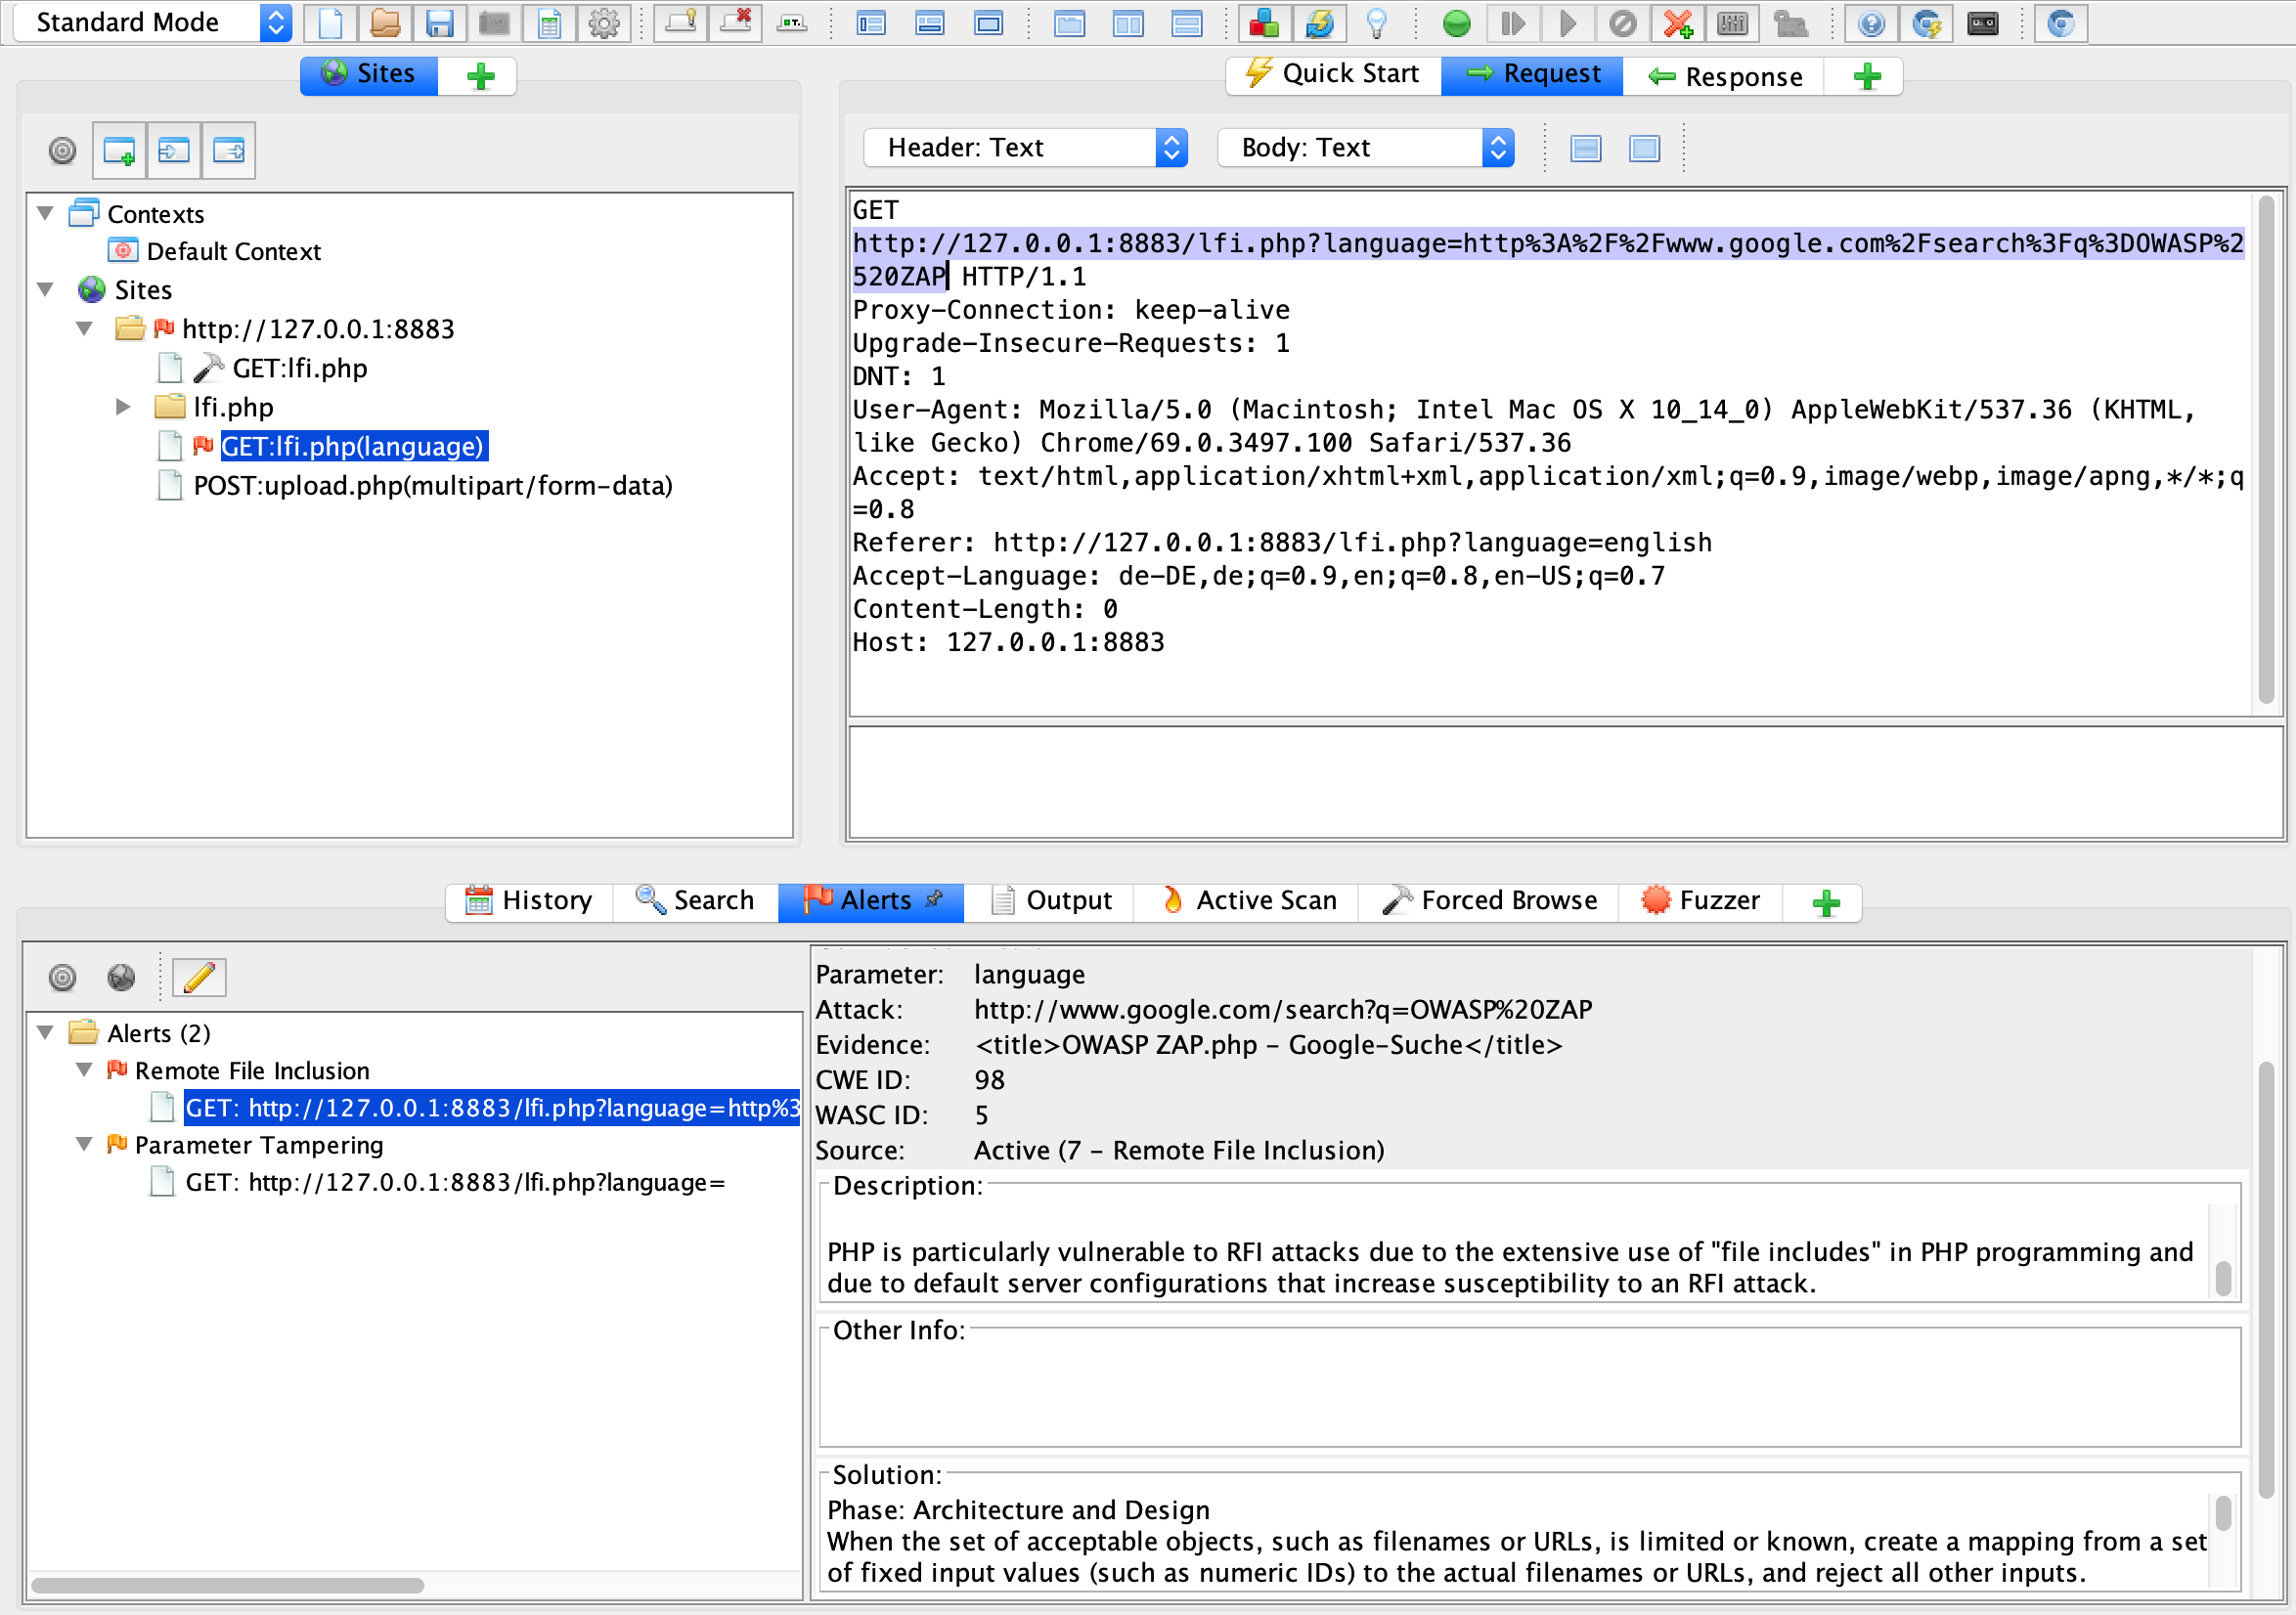 Standard Mode
Sites
Quick Start
Request
Response
Header: Text
Body: Text
Contexts
Default Context
Sites
http://127.0.0.1:8883
GET:lfi.php
lfi.php
GET:lfi.php(language)
POST:upload.php(multipart/form-data)
GET
http://127.0.0.1:8883/lfi.php?language=http%3A%2F%2Fwww.google.com%2Fsearch%3Fq%3DOWASP%2
520ZAP HTTP/1.1
Proxy-Connection: keep-alive
Upgrade-Insecure-Requests: 1
DNT: 1
User-Agent: Mozilla/5.0 (Macintosh; Intel Mac OS X 10_14_0) AppleWebKit/537.36 (KHTML,
like Gecko) Chrome/69.0.3497.100 Safari/537.36
Accept: text/html,application/xhtml+xml,application/xml;q=0.9,image/webp,image/apng,*/*;q
=0.8
Referer: http://127.0.0.1:8883/lfi.php?language=english
Accept-Language: de-DE,de;q=0.9,en;q=0.8,en-US;q=0.7
Content-Length: 0
Host: 127.0.0.1:8883
History
Search
Alerts
Output
Active Scan
Forced Browse
Fuzzer
Alerts (2)
Remote File Inclusion
GET: http://127.0.0.1:8883/lfi.php?language=http%3
Parameter Tampering
GET: http://127.0.0.1:8883/lfi.php?language=
Parameter: language
Attack: http://www.google.com/search?q=OWASP%20ZAP
Evidence: <title>OWASP ZAP.php - Google-Suche</title>
CWE ID: 98
WASC ID: 5
Source: Active (7 - Remote File Inclusion)
Description:
PHP is particularly vulnerable to RFI attacks due to the extensive use of "file includes" in PHP programming and
due to default server configurations that increase susceptibility to an RFI attack.
Other Info:
Solution:
Phase: Architecture and Design
When the set of acceptable objects, such as filenames or URLs, is limited or known, create a mapping from a set
of fixed input values (such as numeric IDs) to the actual filenames or URLs, and reject all other inputs.